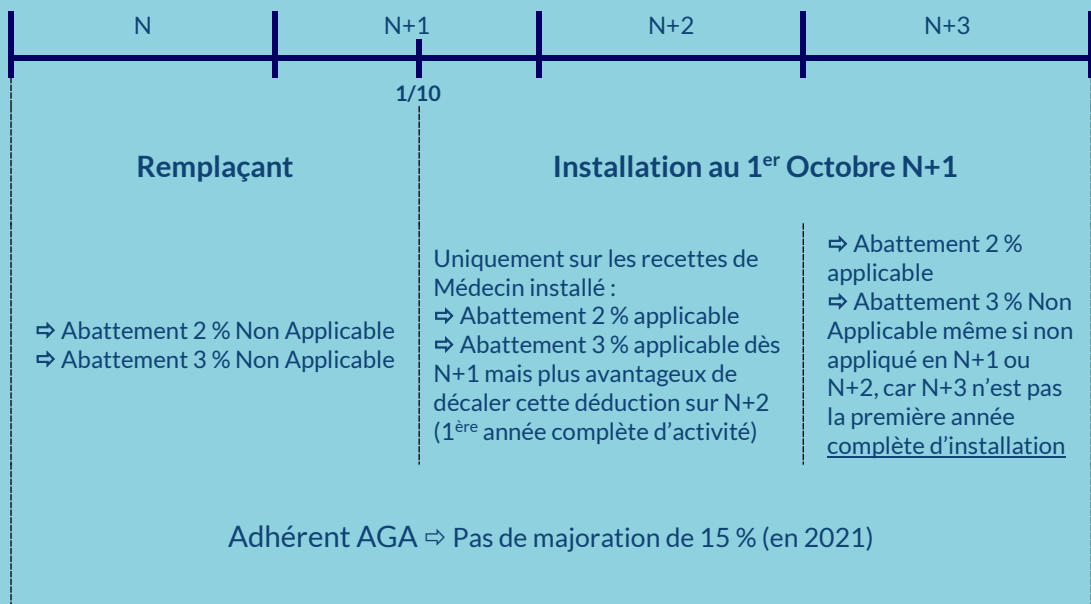 N
N+1
N+2
N+3
1/10
Remplaçant
Installation au 1er Octobre N+1
⇨ Abattement 2 % Non Applicable
⇨ Abattement 3 % Non Applicable
Uniquement sur les recettes de
Médecin installé :
⇨ Abattement 2 % applicable
⇨ Abattement 3 % applicable dès
N+1 mais plus avantageux de
décaler cette déduction sur N+2
(1ère année complète d’activité)
⇨ Abattement 2 %
applicable
⇨ Abattement 3 % Non
Applicable même si non
appliqué en N+1 ou
N+2, car N+3 n’est pas
la première année
complète d’installation
Adhérent AGA ⇨ Pas de majoration de 15 % (en 2021)